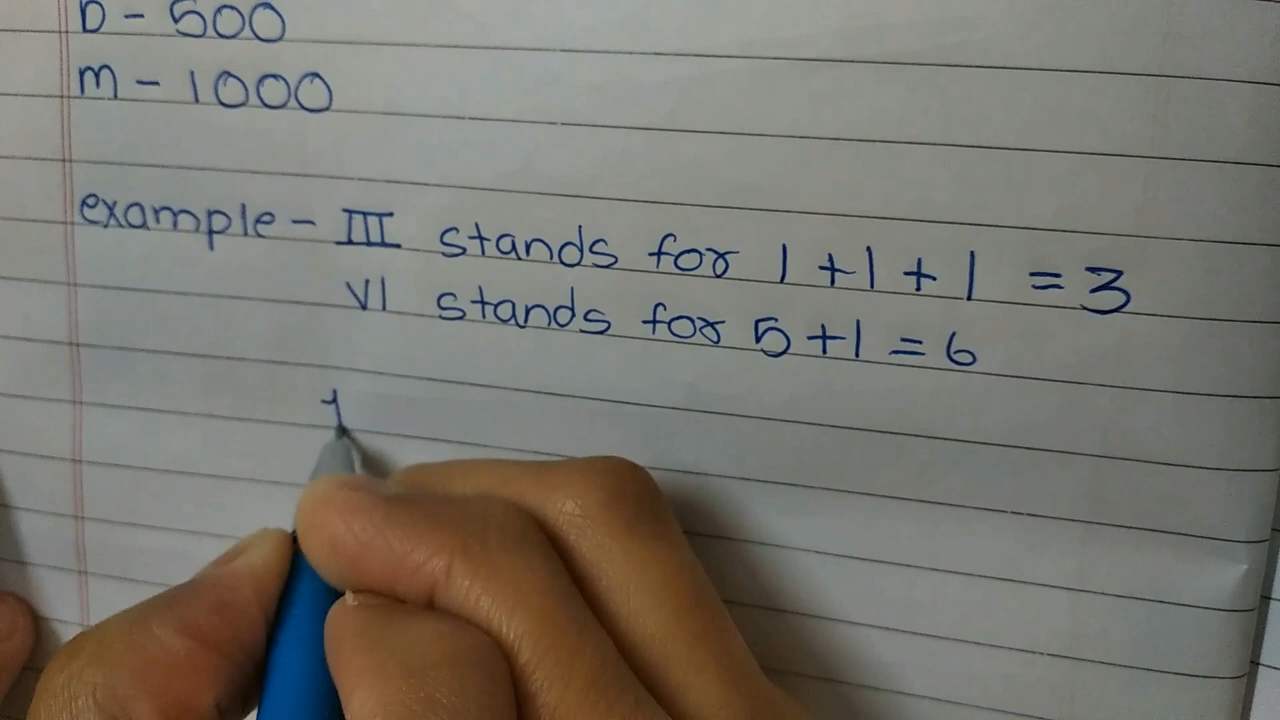 D - 500
m - 1000
example - III stands for 1 + 1 + 1 = 3
VI stands for 5 + 1 = 6